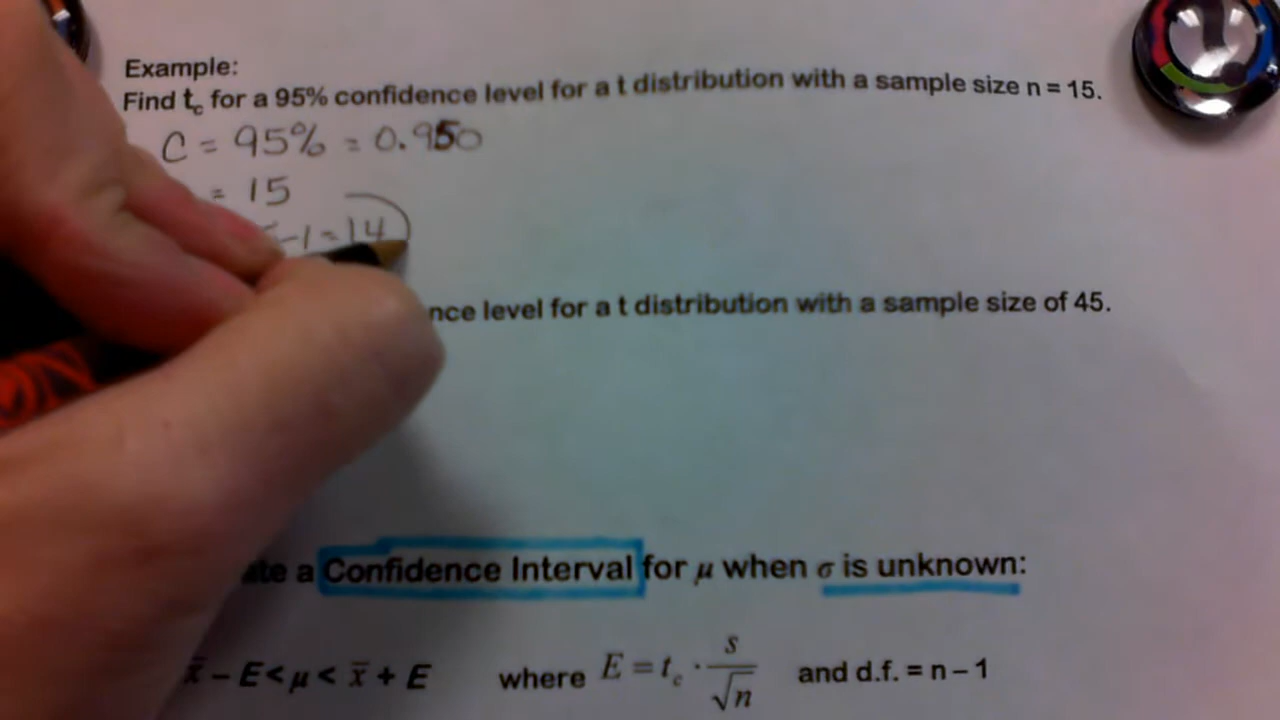 Example:
Find tc for a 95% confidence level for a t distribution with a sample size n = 15.
C = 95% = 0.950
= 15
-1 = 14
level for a t distribution with a sample size of 45.
a Confidence Interval for μ when σ is unknown:
x̄ - E < μ < x̄ + E where E = tc · s/√n and d.f. = n - 1